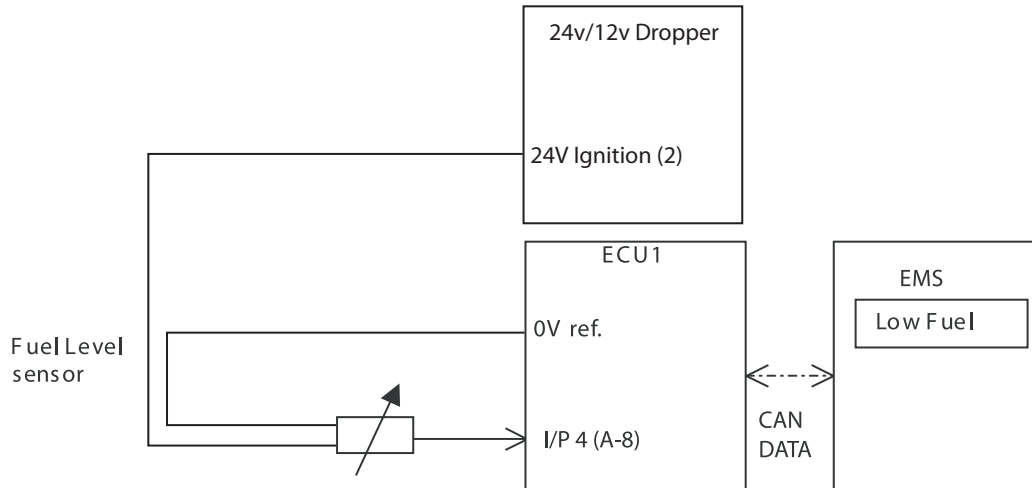 24v/12v Dropper
24V Ignition (2)
ECU1
EMS
Low Fuel
0V ref.
Fuel Level
sensor
I/P 4 (A-8)
CAN
DATA